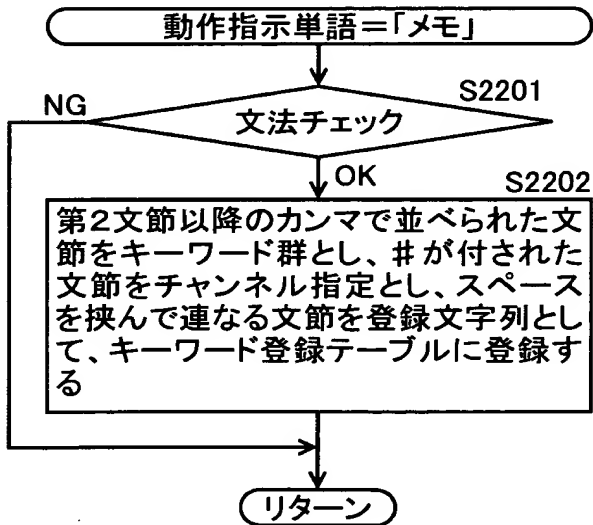 動作指示単語＝「メモ」
S2201
NG
文法チェック
OK
S2202
第2文節以降のカンマで並べられた文
節をキーワード群とし、♯が付された
文節をチャンネル指定とし、スペース
を挟んで連なる文節を登録文字列とし
て、キーワード登録テーブルに登録す
る
リターン